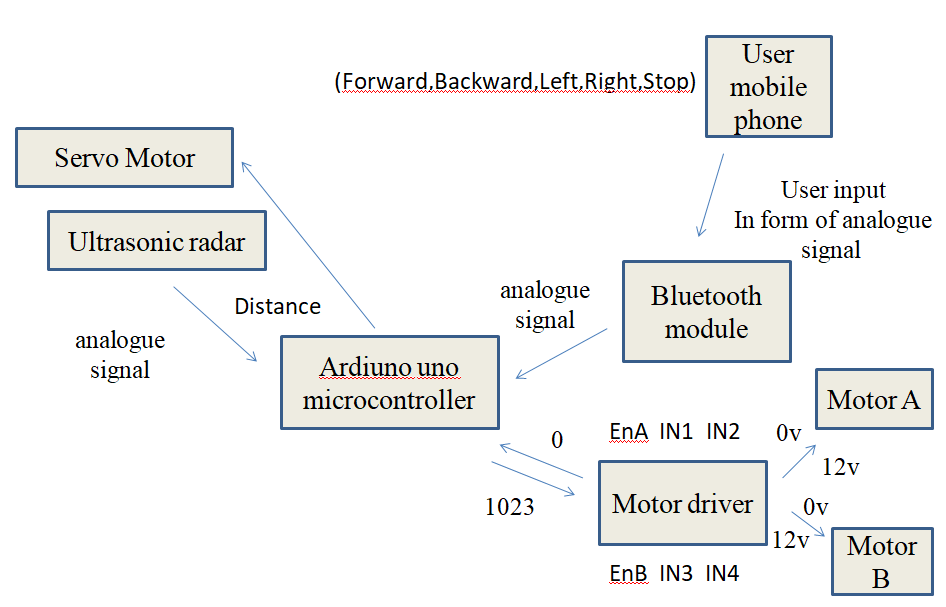 User
mobile
phone
(Forward,Backward,Left,Right,Stop)
Servo Motor
User input
In form of analogue
signal
Ultrasonic radar
Distance
analogue
signal
Bluetooth
module
analogue
signal
Ardiuno uno
microcontroller
Motor A
0
EnA IN1 IN2
0v
12v
1023
Motor driver
0v
12v
Motor
B
EnB IN3 IN4